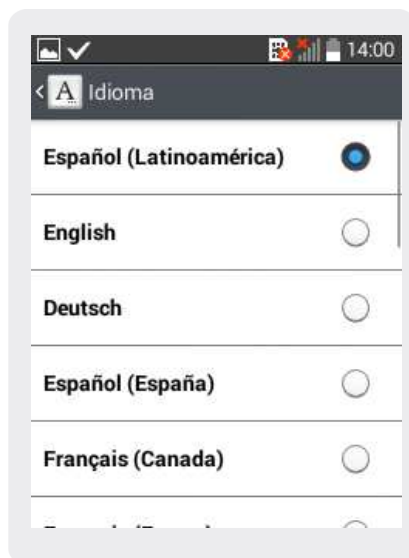 14:00
A Idioma
Español (Latinoamérica)
English
Deutsch
Español (España)
Français (Canada)